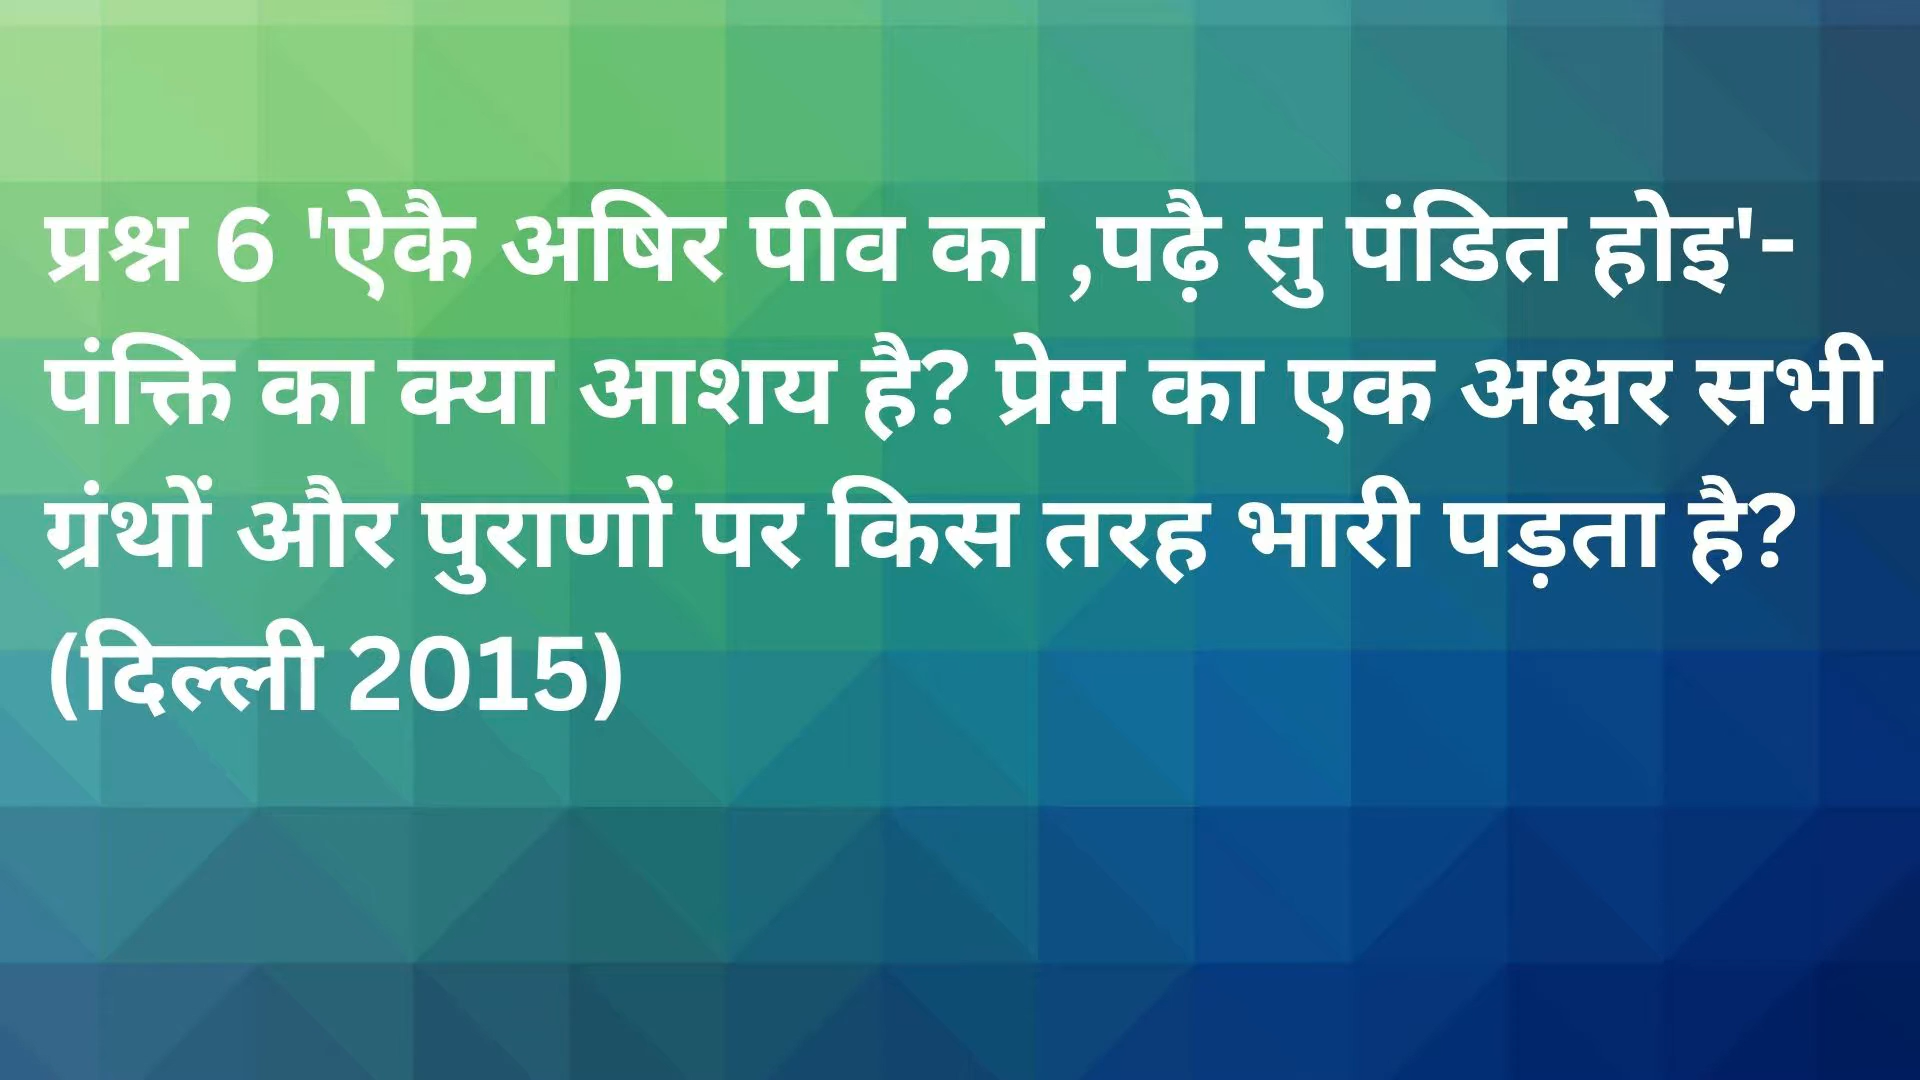 प्रश्न 6 'ऐकै अषिर पीव का ,पढ़ै सु पंडित होइ'-
पंक्ति का क्या आशय है? प्रेम का एक अक्षर सभी
ग्रंथों और पुराणों पर किस तरह भारी पड़ता है?
(दिल्ली 2015)